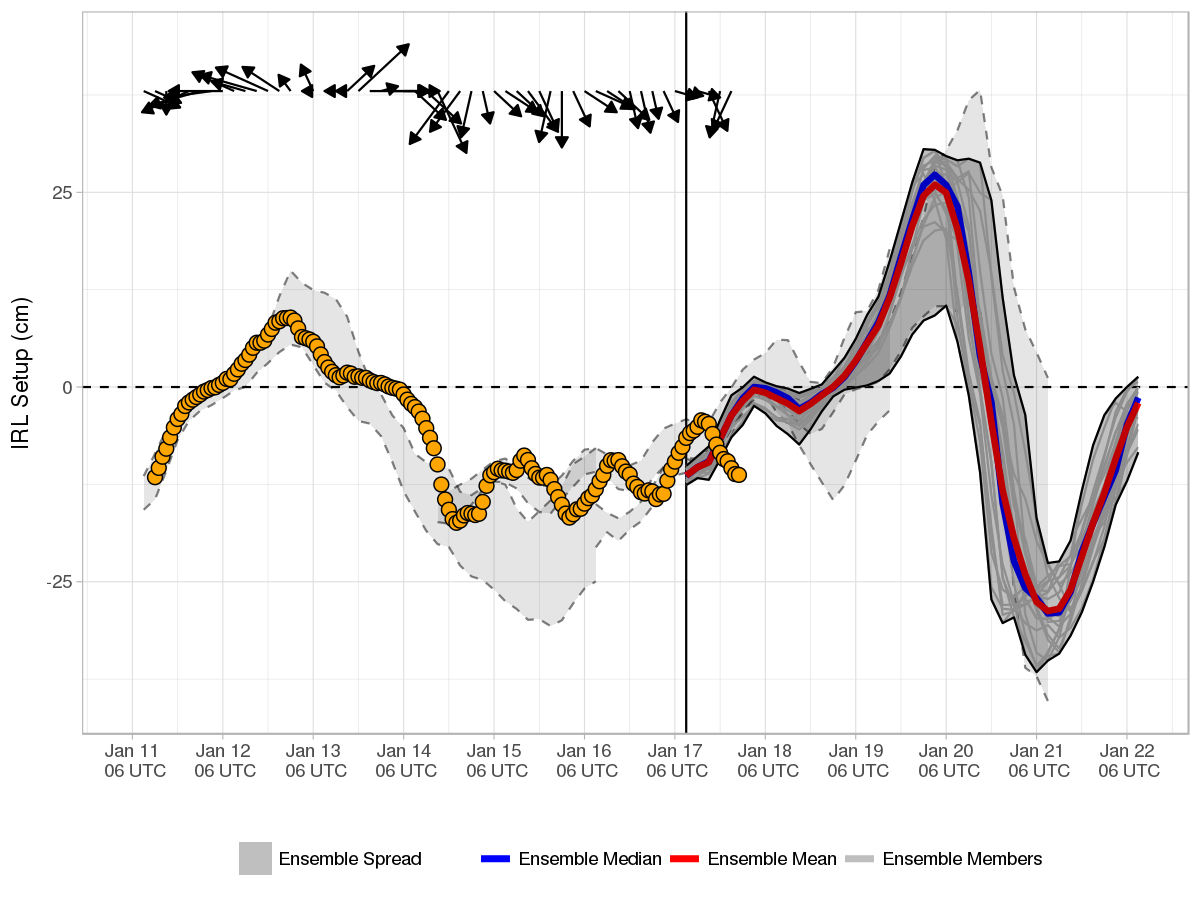 IRL Setup (cm)
25
0
-25
Jan 11 Jan 12 Jan 13 Jan 14 Jan 15 Jan 16 Jan 17 Jan 18 Jan 19 Jan 20 Jan 21 Jan 22
06 UTC 06 UTC 06 UTC 06 UTC 06 UTC 06 UTC 06 UTC 06 UTC 06 UTC 06 UTC 06 UTC 06 UTC
Ensemble Spread Ensemble Median Ensemble Mean Ensemble Members